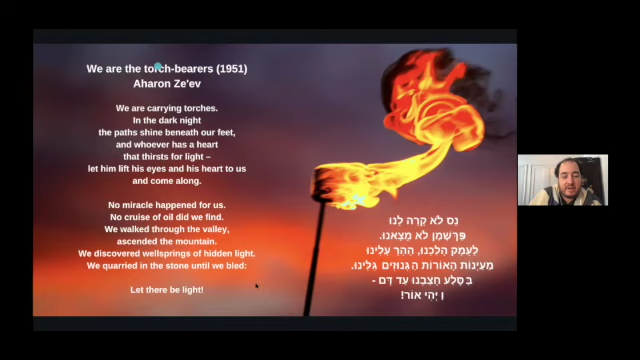 We are the torch-bearers (1951)
Aharon Ze'ev
We are carrying torches.
In the dark night
the paths shine beneath our feet,
and whoever has a heart
that thirsts for light –
let him lift his eyes and his heart to us
and come along.
No miracle happened for us.
No cruise of oil did we find.
We walked through the valley,
ascended the mountain.
We discovered wellsprings of hidden light.
We quarried in the stone until we bled:
Let there be light!
נֵס לֹא קָרָה לָנוּ
פַּךְ שֶׁמֶן לֹא מָצָאנוּ.
לָעֵמֶק הָלַכְנוּ, הָהָרָה עָלִינוּ
מַעַיְנוֹת הָאוֹרוֹת הַגְּנוּזִים גִּלִּינוּ.
בַּסֶּלַע חָצַבְנוּ עַד דָּם -
וַיְּהִי אוֹר!